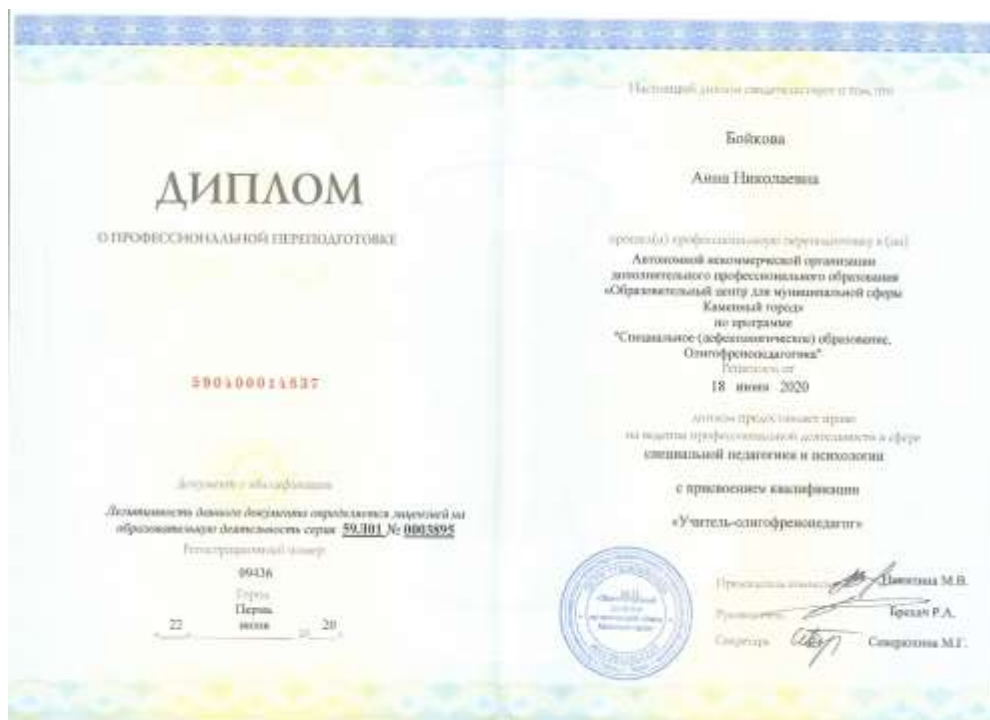 ДИПЛОМ
О ПРОФЕССИОНАЛЬНОЙ ПЕРЕПОДГОТОВКЕ
590400014837
Документ о квалификации
Легитимность данного документа определяется лицензией на
образовательную деятельность серия 59Л01 № 0003895
Регистрационный номер
09436
Город
Пермь
22 июня 20
Настоящий диплом свидетельствует о том, что
Бойкова
Анна Николаевна
прошел(а) профессиональную переподготовку в (на)
Автономной некоммерческой организации
дополнительного профессионального образования
«Образовательный центр для муниципальной сферы
Каменный город»
по программе
"Специальное (дефектологическое) образование.
Олигофренопедагогика"
Решением от
18 июня 2020
диплом предоставляет право
на ведение профессиональной деятельности в сфере
специальной педагогики и психологии
с присвоением квалификации
«Учитель-олигофренопедагог»
Председатель комиссии
Руководитель
Брезач Р.А.
Секретарь
М.Г.